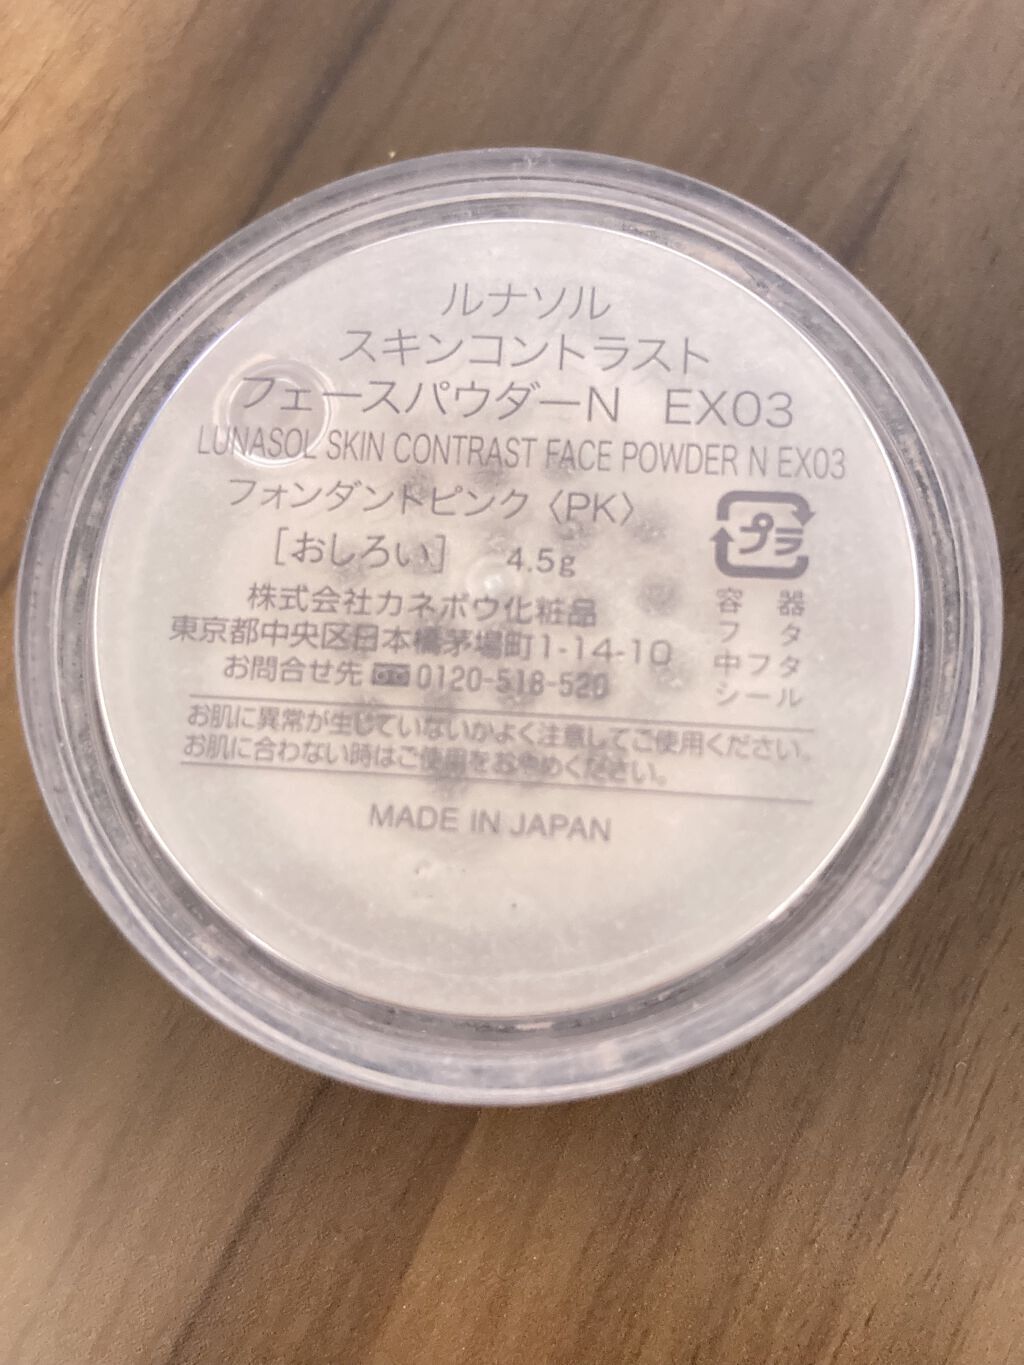 ルナソル
スキンコントラスト
フェースパウダーN EX03
LUNASOL SKIN CONTRAST FACE POWDER N EX03
フォンダントピンク〈PK〉
[おしろい] 4.5g
株式会社カネボウ化粧品
東京都中央区日本橋茅場町1-14-10
お問合せ先 0120-518-520
プラ
容器
フタ
中フタ
シール
お肌に異常が生じていないかよく注意してご使用ください。
お肌に合わない時はご使用をおやめください。
MADE IN JAPAN